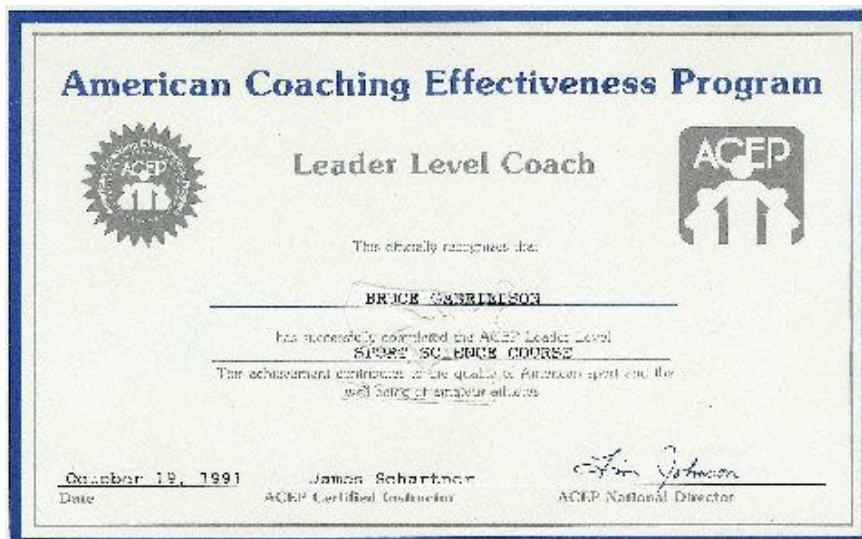 American Coaching Effectiveness Program
ACEP
Leader Level Coach
ACEP
This officially recognizes that
BRUCE GABRIELSON
has successfully completed the ACEP Leader Level
SPORT SCIENCE COURSE
This achievement contributes to the quality of American sport and the
well being of amateur athletes
October 19, 1991
James Schartner
Johnson
Date
ACEP Certified Instructor
ACEP National Director